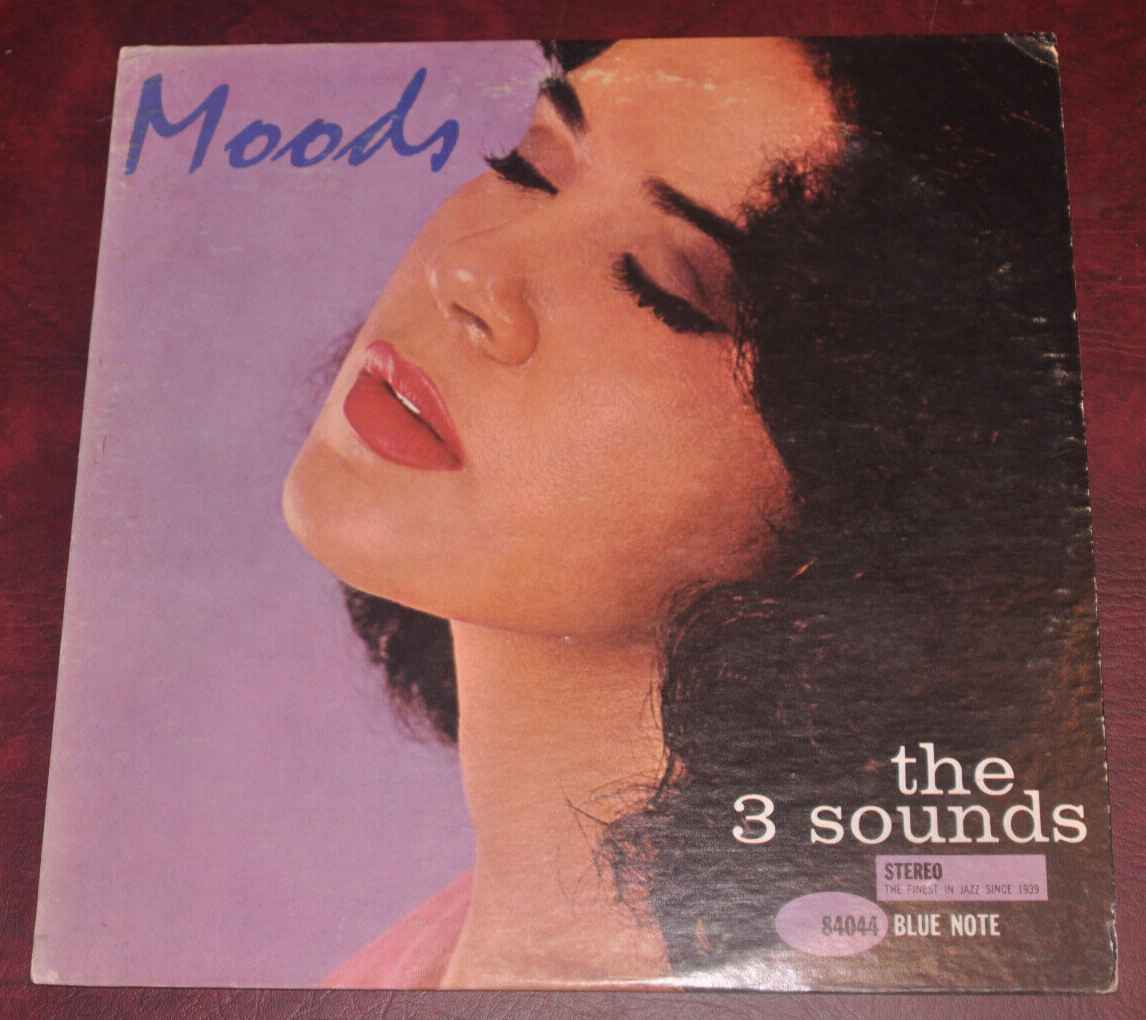 Moods
the
3 sounds
STEREO
THE FINEST IN JAZZ SINCE 1939
84044 BLUE NOTE